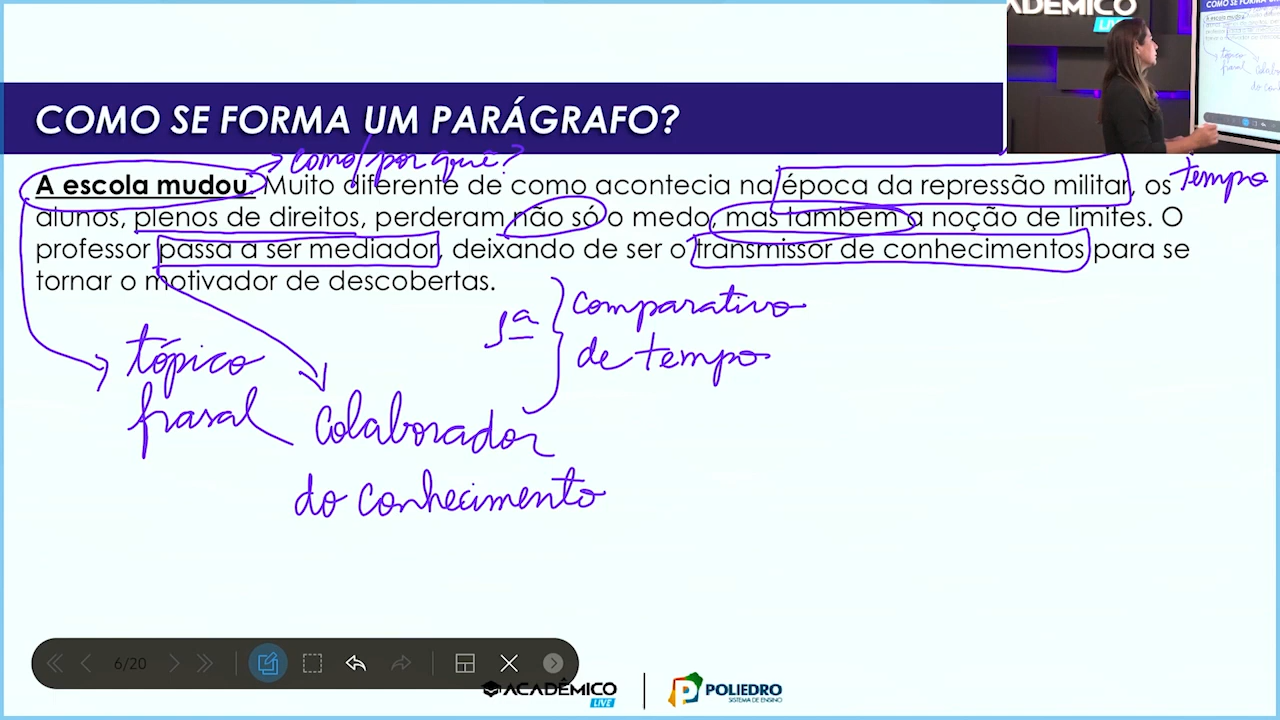 ADÊMICO
LIVE
COMO SE FORMA UM PARÁGRAFO?
como/por quê?
A escola mudou. Muito diferente de como acontecia na época da repressão militar, os
tempo
alunos, plenos de direitos, perderam não só o medo, mas também a noção de limites. O
professor passa a ser mediador, deixando de ser o transmissor de conhecimentos para se
tornar o motivador de descobertas.
1ª
comparativo
de tempo
tópico
frasal
colaborador
do conhecimento
6/20
ACADÊMICO
LIVE
POLIEDRO
SISTEMA DE ENSINO